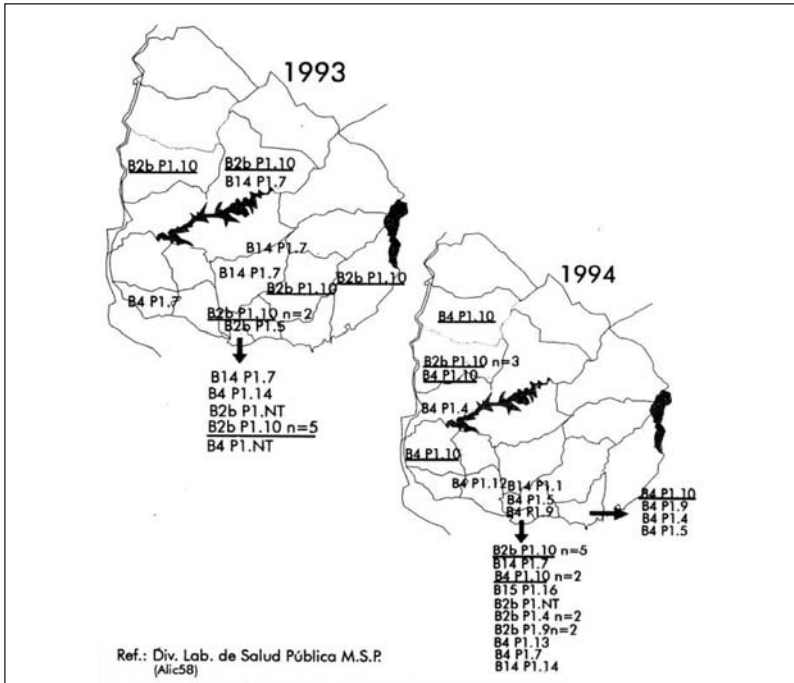 1993
B2b P1.10
B2b P1.10
B14 P1.7
B14 P1.7
B14 P1.7
B2b P1.10
B2b P1.10
B4 P1.7
B2b P1.10 n=2
B2b P1.5
B14 P1.7
B4 P1.14
B2b P1.NT
B2b P1.10 n=5
B4 P1.NT
1994
B4 P1.10
B2b P1.10 n=3
B4 P1.10
B4 P1.4
B4 P1.10
B4 P1.12
B14 P1.1
B4 P1.5
B4 P1.9
B4 P1.10
B4 P1.9
B4 P1.4
B4 P1.5
B2b P1.10 n=5
B14 P1.7
B4 P1.10 n=2
B15 P1.16
B2b P1.NT
B2b P1.4 n=2
B2b P1.9n=2
B4 P1.13
B4 P1.7
B14 P1.14
Ref.: Div. Lab. de Salud Pública M.S.P.
(Alic58)